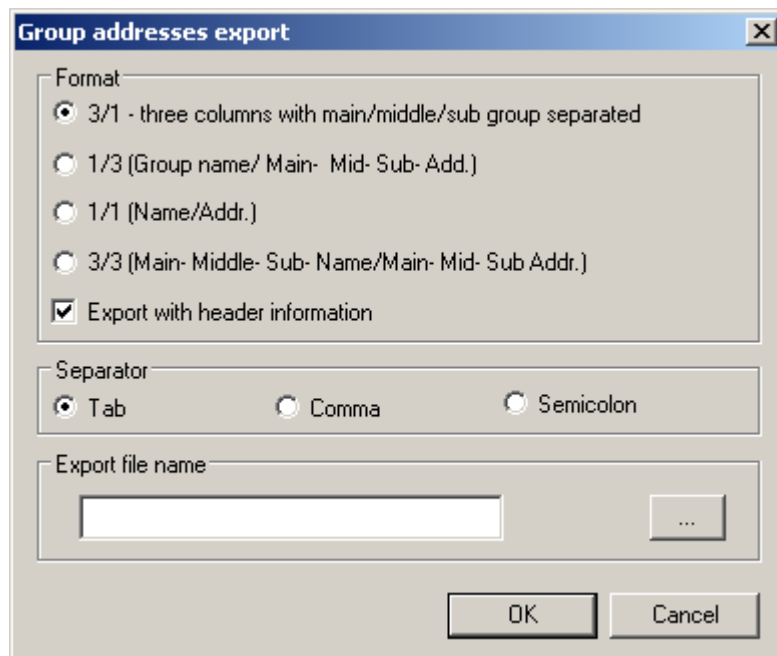 Group addresses export
Format
3/1 - three columns with main/middle/sub group separated
1/3 (Group name/ Main- Mid- Sub- Add.)
1/1 (Name/Addr.)
3/3 (Main- Middle- Sub- Name/Main- Mid- Sub Addr.)
Export with header information
Separator
Tab Comma Semicolon
Export file name
...
OK Cancel